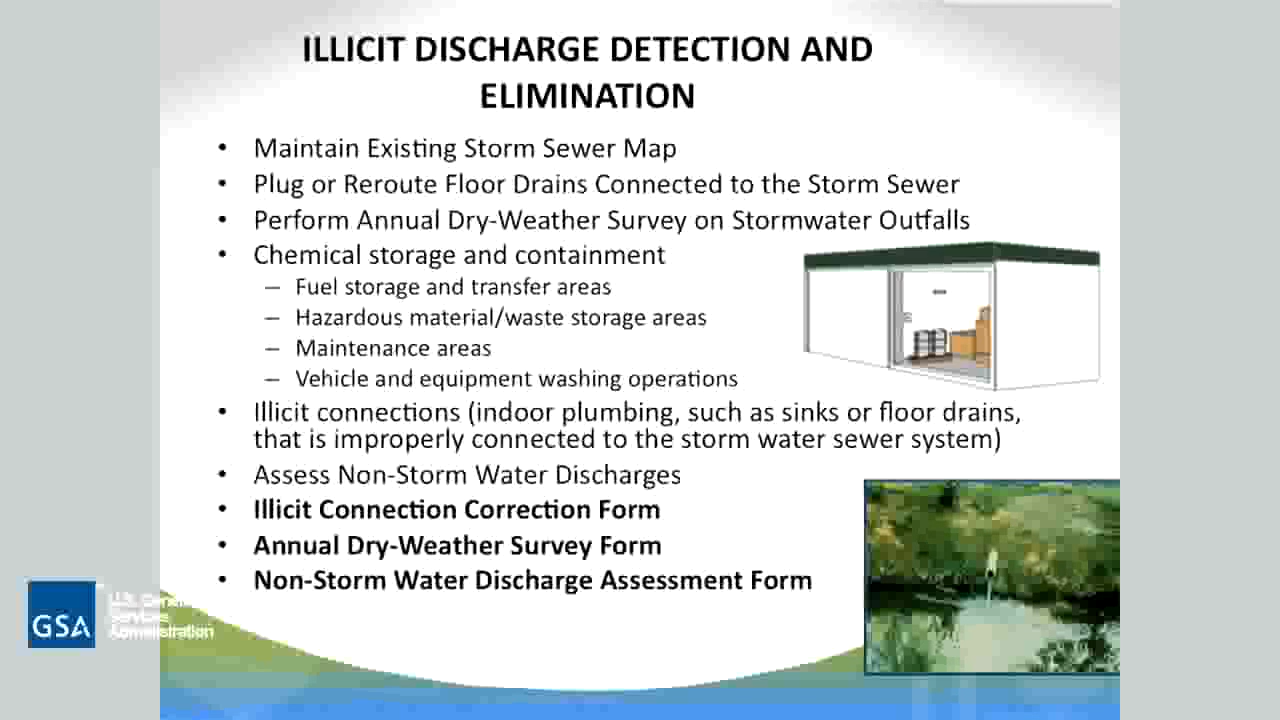 ILLICIT DISCHARGE DETECTION AND
ELIMINATION
• Maintain Existing Storm Sewer Map
• Plug or Reroute Floor Drains Connected to the Storm Sewer
• Perform Annual Dry-Weather Survey on Stormwater Outfalls
• Chemical storage and containment
– Fuel storage and transfer areas
– Hazardous material/waste storage areas
– Maintenance areas
– Vehicle and equipment washing operations
• Illicit connections (indoor plumbing, such as sinks or floor drains,
that is improperly connected to the storm water sewer system)
• Assess Non-Storm Water Discharges
• Illicit Connection Correction Form
• Annual Dry-Weather Survey Form
• Non-Storm Water Discharge Assessment Form
GSA
U.S. General
Services
Administration